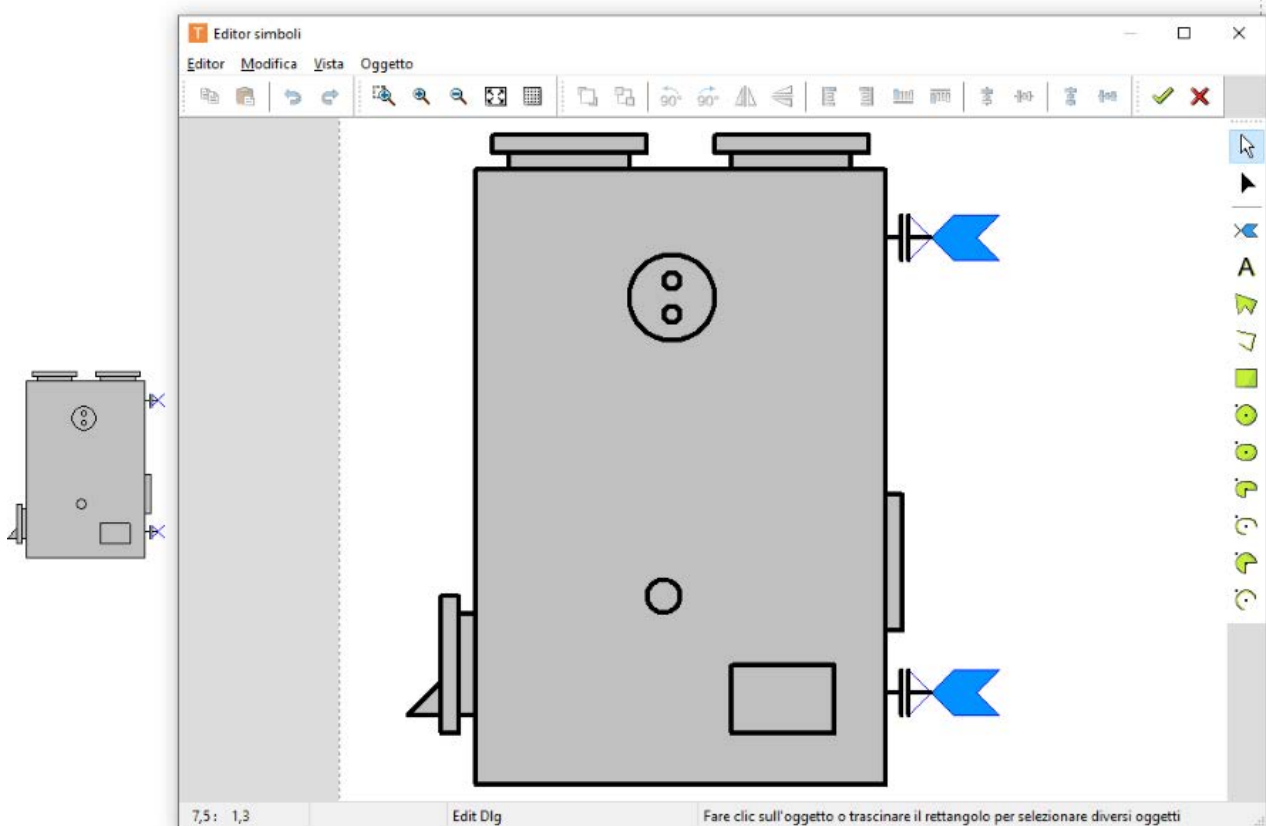 T Editor simboli
Editor Modifica Vista Oggetto
90° 90°
A
7,5 : 1,3 Edit Dlg Fare clic sull'oggetto o trascinare il rettangolo per selezionare diversi oggetti